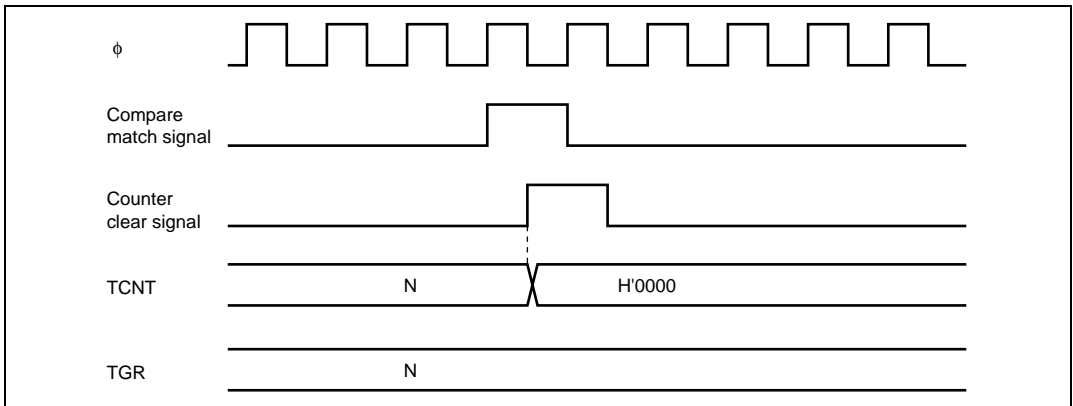 ϕ
Compare
match signal
Counter
clear signal
TCNT
N
H'0000
TGR
N